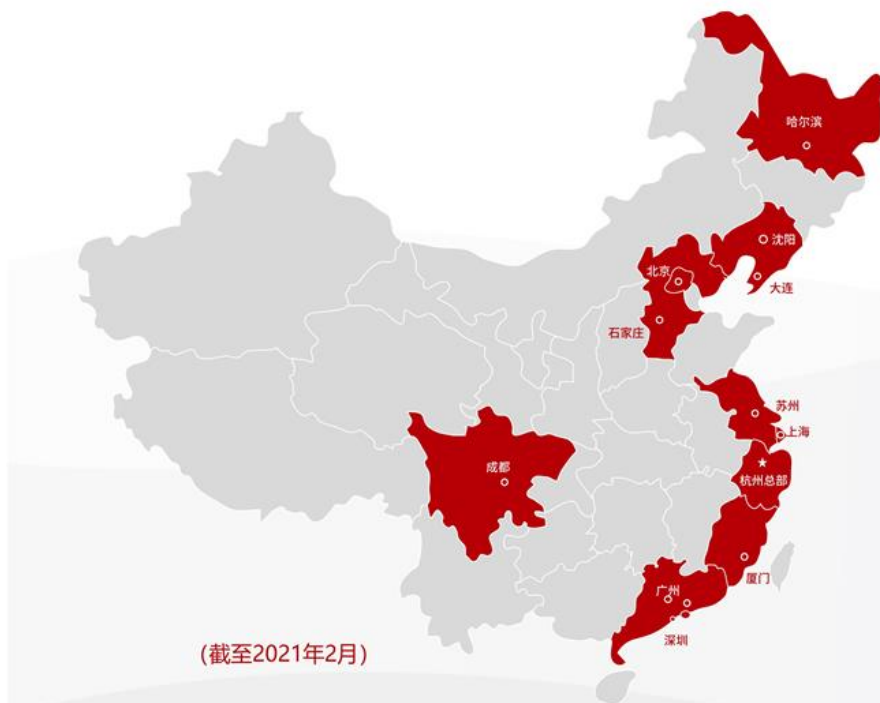 哈尔滨
沈阳
北京
大连
石家庄
苏州
上海
成都
杭州总部
厦门
广州
深圳
(截至2021年2月)